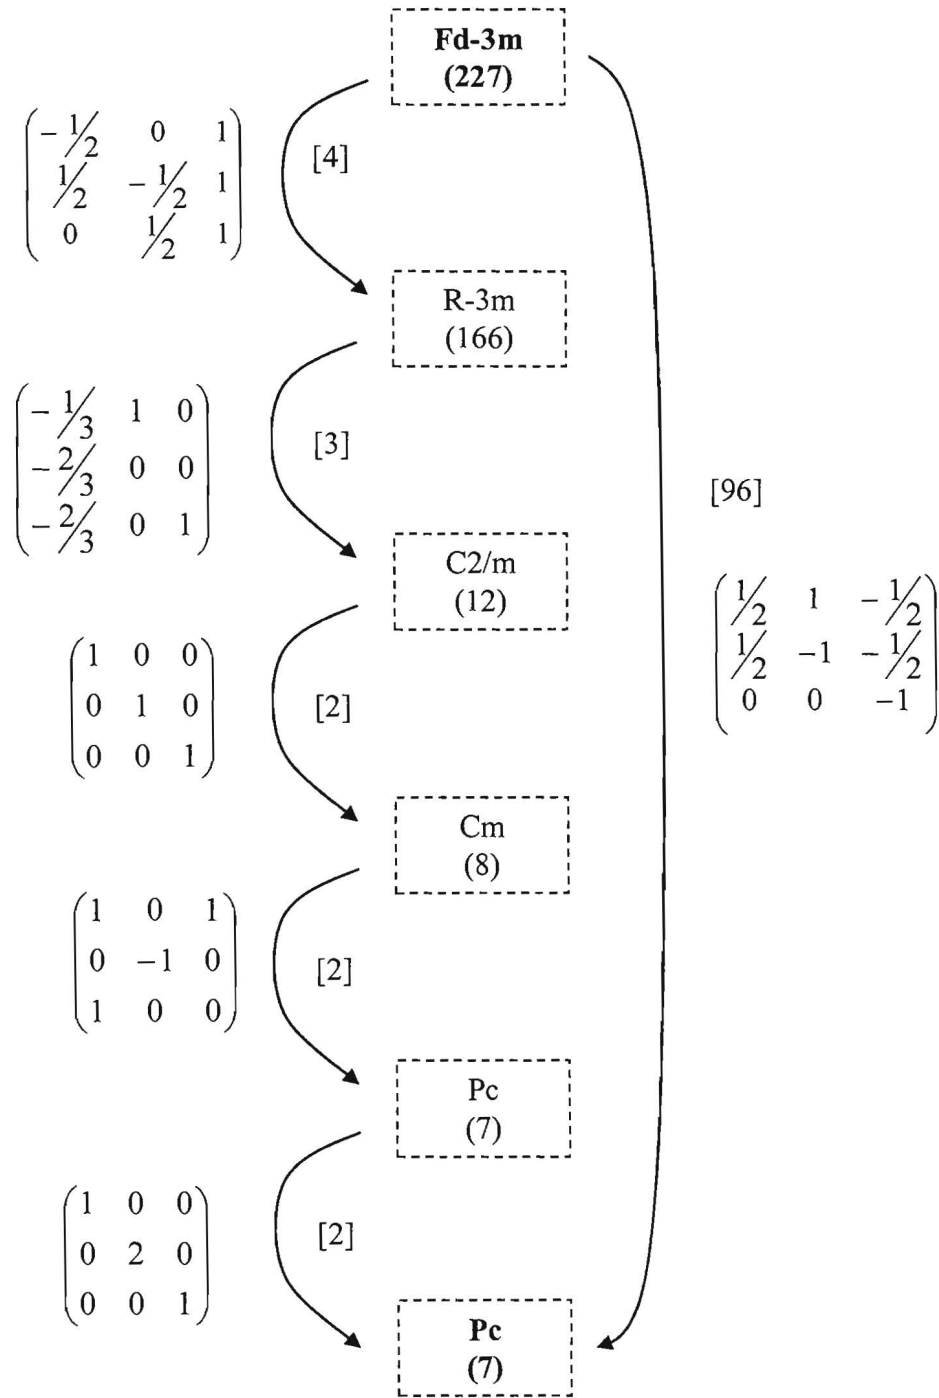 Fd-3m
(227)
[4]
- 1/2 0 1
1/2 - 1/2 1
0 1/2 1
R-3m
(166)
[3]
- 1/3 1 0
- 2/3 0 0
- 2/3 0 1
[96]
1/2 1 - 1/2
1/2 -1 - 1/2
0 0 -1
C2/m
(12)
[2]
1 0 0
0 1 0
0 0 1
Cm
(8)
[2]
1 0 1
0 -1 0
1 0 0
Pc
(7)
[2]
1 0 0
0 2 0
0 0 1
Pc
(7)